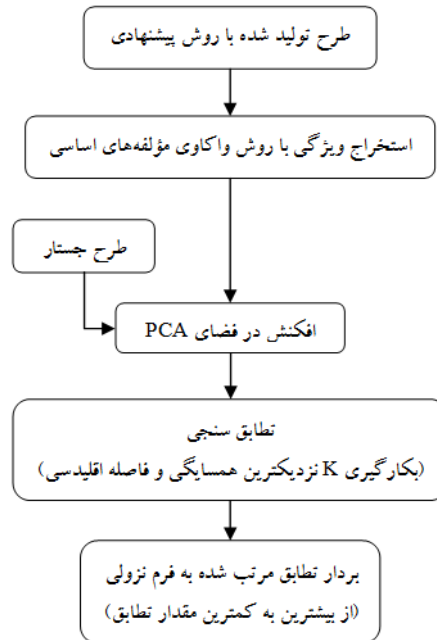 طرح تولید شده با روش پیشنهادی
استخراج ویژگی با روش واکاوی مؤلفه‌های اساسی
طرح جستار
افکنش در فضای PCA
تطابق سنجی
(بکارگیری K نزدیکترین همسایگی و فاصله اقلیدسی)
بردار تطابق مرتب شده به فرم نزولی
(از بیشترین به کمترین مقدار تطابق)